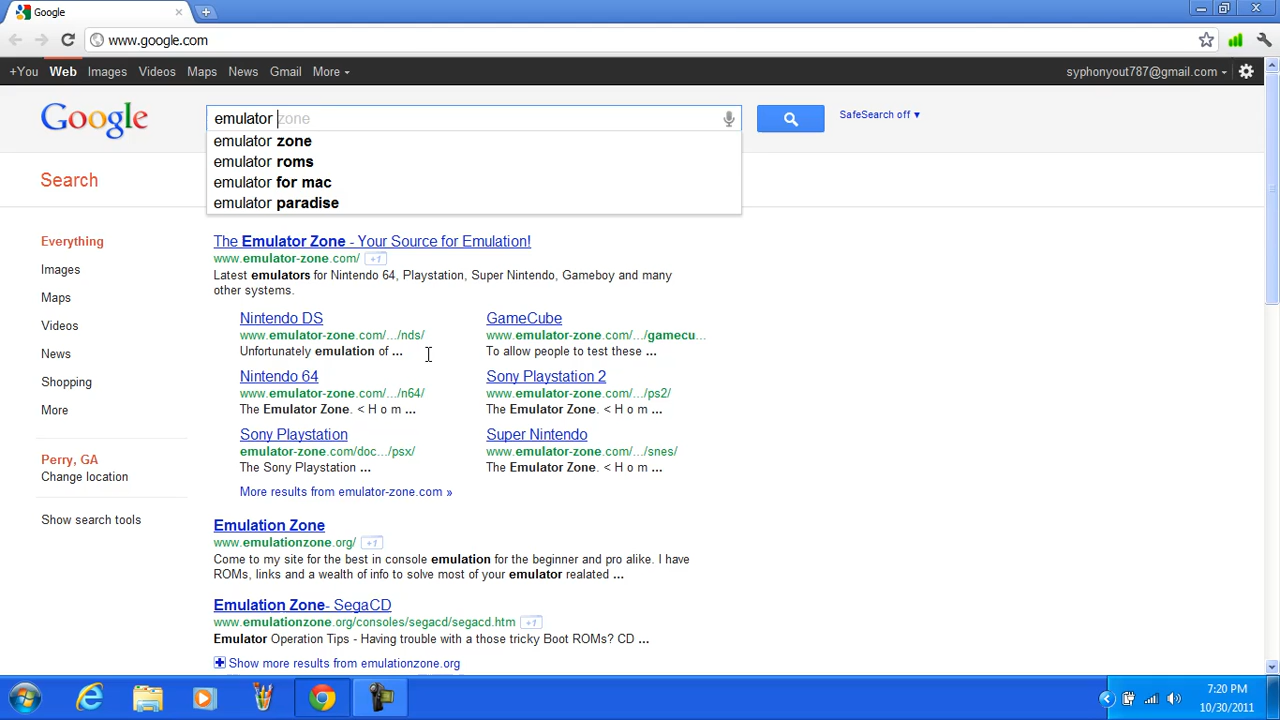 Google
www.google.com
+You Web Images Videos Maps News Gmail More syphonyout787@gmail.com
Google emulator zone SafeSearch off
emulator zone
emulator roms
emulator for mac
emulator paradise
Search
Everything
Images
Maps
Videos
News
Shopping
More
Perry, GA
Change location
Show search tools
The Emulator Zone - Your Source for Emulation!
www.emulator-zone.com/ +1
Latest emulators for Nintendo 64, Playstation, Super Nintendo, Gameboy and many
other systems.
Nintendo DS
www.emulator-zone.com/.../nds/
Unfortunately emulation of ...
GameCube
www.emulator-zone.com/.../gamecu...
To allow people to test these ...
Nintendo 64
www.emulator-zone.com/.../n64/
The Emulator Zone. < H o m ...
Sony Playstation 2
www.emulator-zone.com/.../ps2/
The Emulator Zone. < H o m ...
Sony Playstation
emulator-zone.com/doc.../psx/
The Sony Playstation ...
Super Nintendo
www.emulator-zone.com/.../snes/
The Emulator Zone. < H o m ...
More results from emulator-zone.com »
Emulation Zone
www.emulationzone.org/ +1
Come to my site for the best in console emulation for the beginner and pro alike. I have
ROMs, links and a wealth of info to solve most of your emulator realated ...
Emulation Zone- SegaCD
www.emulationzone.org/consoles/segacd/segacd.htm +1
Emulator Operation Tips - Having trouble with a those tricky Boot ROMs? CD ...
Show more results from emulationzone.org
7:20 PM
10/30/2011